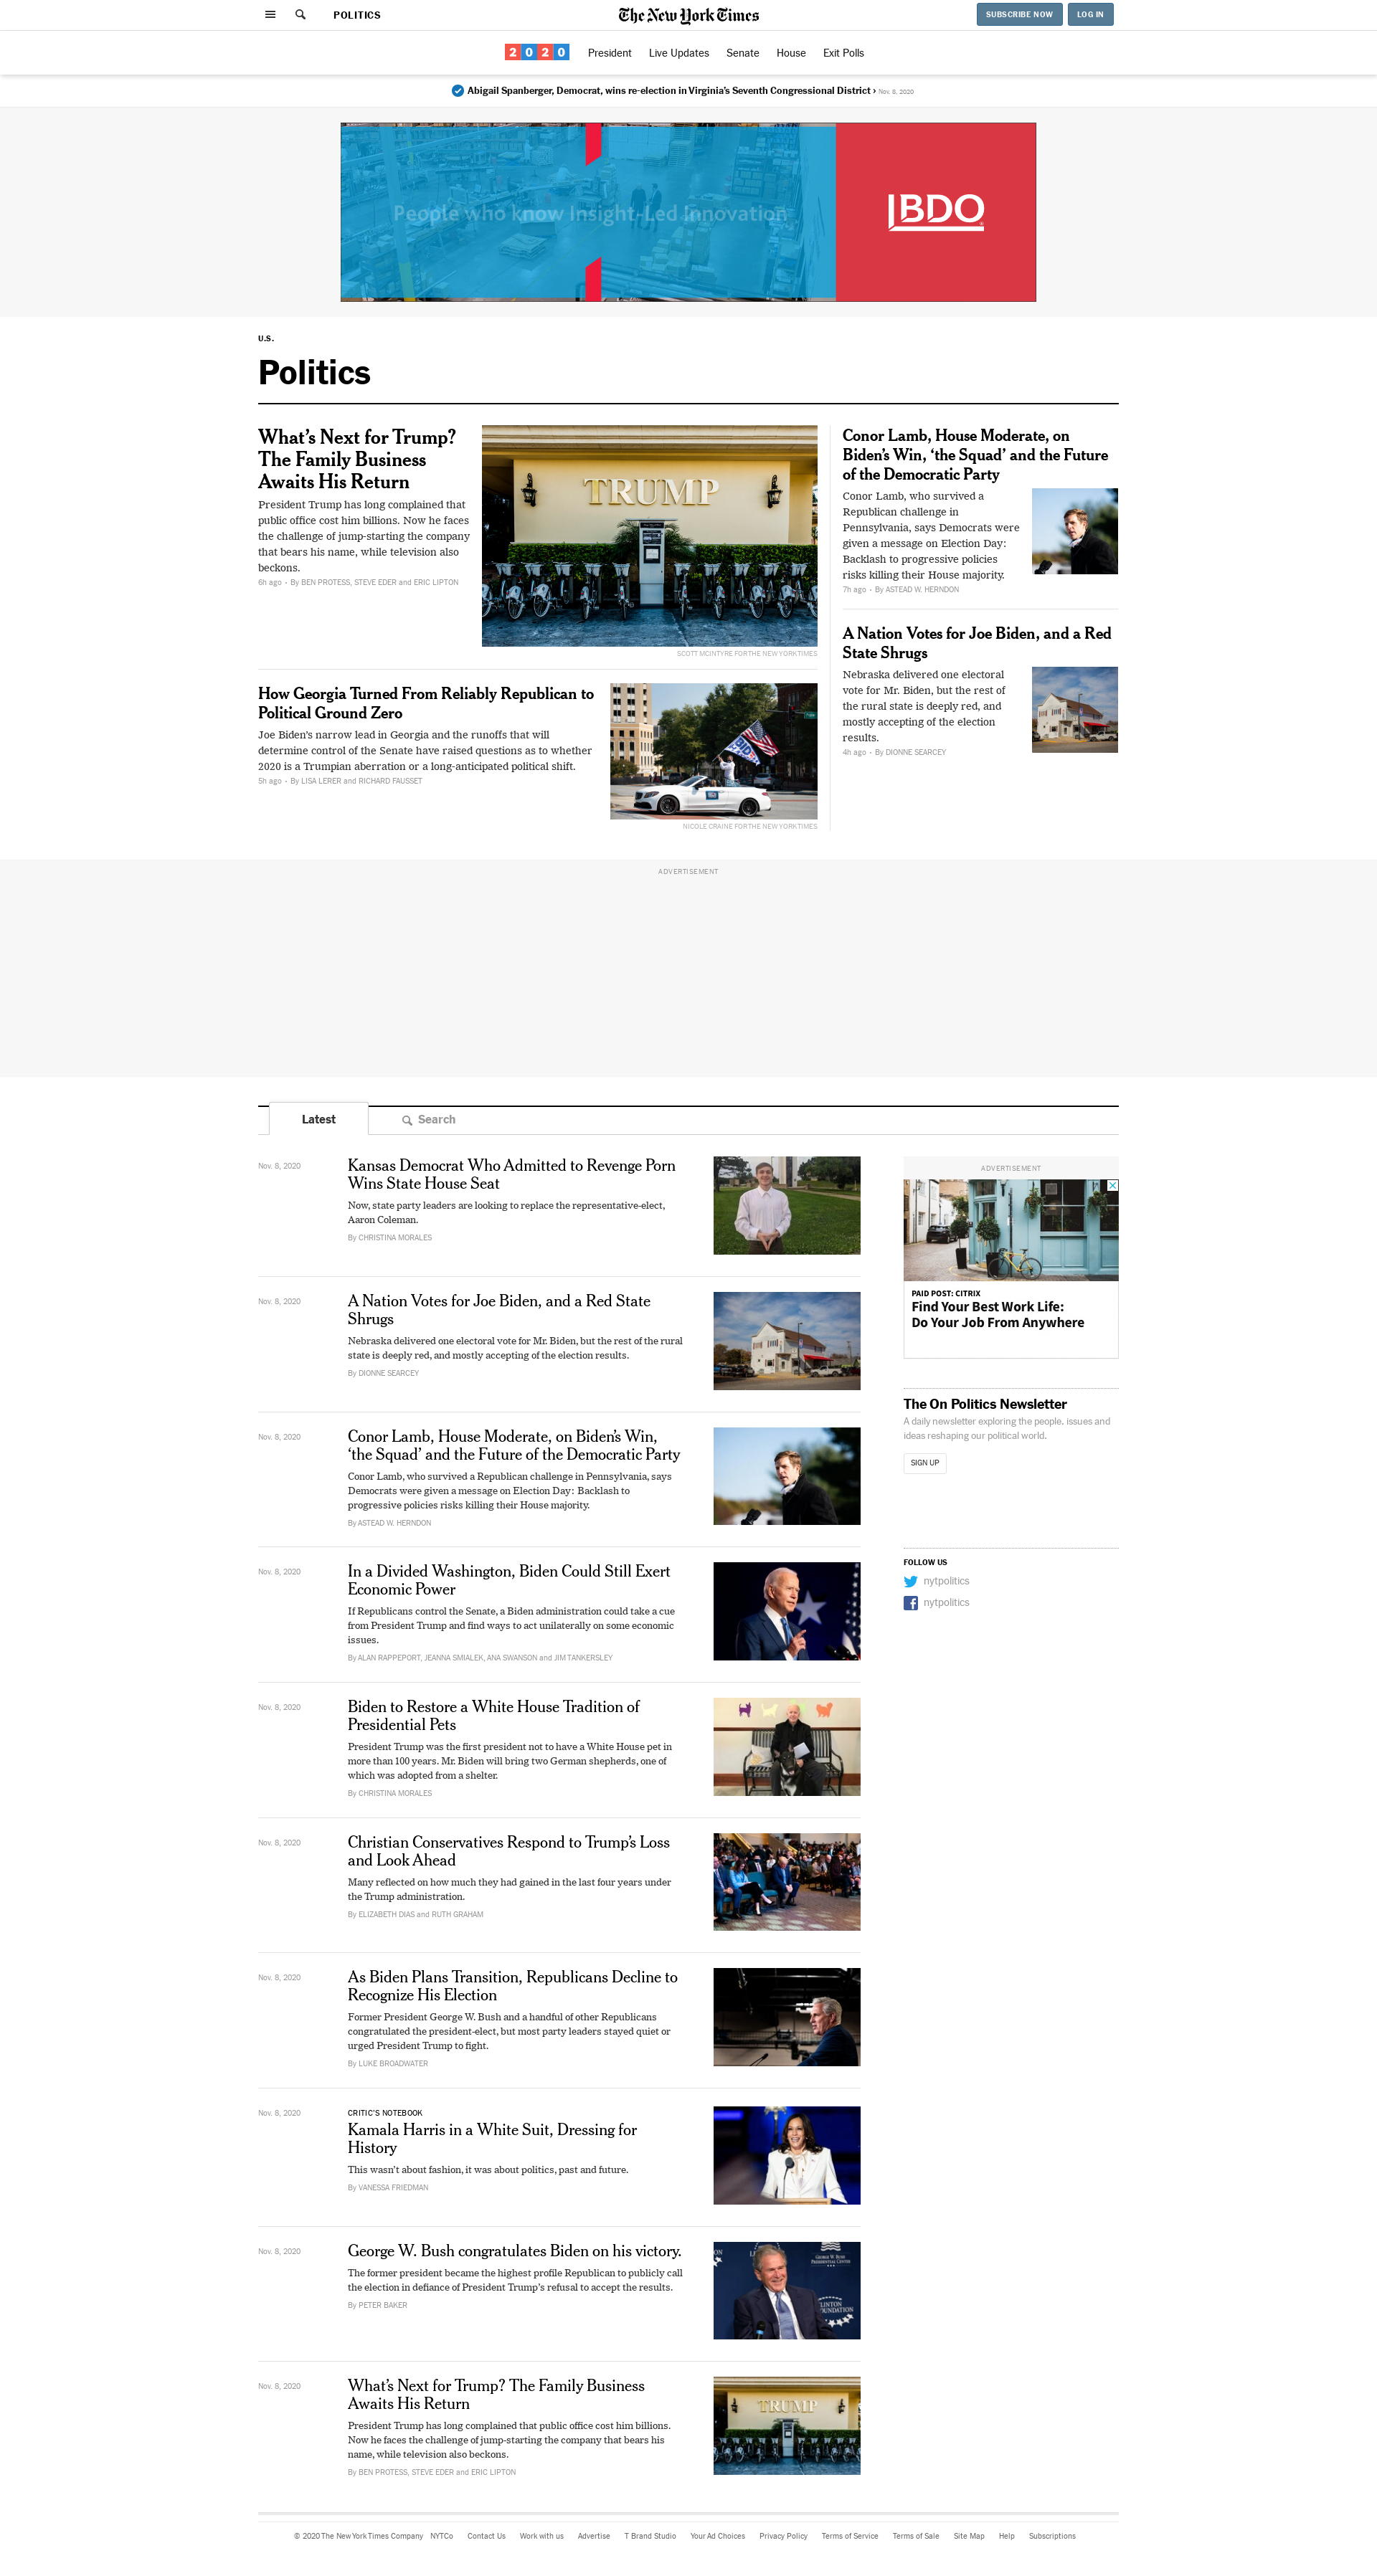 POLITICS
The New York Times
SUBSCRIBE NOW
LOG IN
2020
President
Live Updates
Senate
House
Exit Polls
Abigail Spanberger, Democrat, wins re-election in Virginia’s Seventh Congressional District › Nov. 8, 2020
People who know Insight-Led Innovation
BDO
U.S.
Politics
What’s Next for Trump?
The Family Business
Awaits His Return
President Trump has long complained that
public office cost him billions. Now he faces
the challenge of jump-starting the company
that bears his name, while television also
beckons.
6h ago • By BEN PROTESS, STEVE EDER and ERIC LIPTON
TRUMP
SCOTT MCINTYRE FOR THE NEW YORK TIMES
How Georgia Turned From Reliably Republican to
Political Ground Zero
Joe Biden’s narrow lead in Georgia and the runoffs that will
determine control of the Senate have raised questions as to whether
2020 is a Trumpian aberration or a long-anticipated political shift.
5h ago • By LISA LERER and RICHARD FAUSSET
NICOLE CRAINE FOR THE NEW YORK TIMES
Conor Lamb, House Moderate, on
Biden’s Win, ‘the Squad’ and the Future
of the Democratic Party
Conor Lamb, who survived a
Republican challenge in
Pennsylvania, says Democrats were
given a message on Election Day:
Backlash to progressive policies
risks killing their House majority.
7h ago • By ASTEAD W. HERNDON
A Nation Votes for Joe Biden, and a Red
State Shrugs
Nebraska delivered one electoral
vote for Mr. Biden, but the rest of
the rural state is deeply red, and
mostly accepting of the election
results.
4h ago • By DIONNE SEARCEY
ADVERTISEMENT
Latest
Search
Nov. 8, 2020
Kansas Democrat Who Admitted to Revenge Porn
Wins State House Seat
Now, state party leaders are looking to replace the representative-elect,
Aaron Coleman.
By CHRISTINA MORALES
Nov. 8, 2020
A Nation Votes for Joe Biden, and a Red State
Shrugs
Nebraska delivered one electoral vote for Mr. Biden, but the rest of the rural
state is deeply red, and mostly accepting of the election results.
By DIONNE SEARCEY
Nov. 8, 2020
Conor Lamb, House Moderate, on Biden’s Win,
‘the Squad’ and the Future of the Democratic Party
Conor Lamb, who survived a Republican challenge in Pennsylvania, says
Democrats were given a message on Election Day: Backlash to
progressive policies risks killing their House majority.
By ASTEAD W. HERNDON
Nov. 8, 2020
In a Divided Washington, Biden Could Still Exert
Economic Power
If Republicans control the Senate, a Biden administration could take a cue
from President Trump and find ways to act unilaterally on some economic
issues.
By ALAN RAPPEPORT, JEANNA SMIALEK, ANA SWANSON and JIM TANKERSLEY
Nov. 8, 2020
Biden to Restore a White House Tradition of
Presidential Pets
President Trump was the first president not to have a White House pet in
more than 100 years. Mr. Biden will bring two German shepherds, one of
which was adopted from a shelter.
By CHRISTINA MORALES
Nov. 8, 2020
Christian Conservatives Respond to Trump’s Loss
and Look Ahead
Many reflected on how much they had gained in the last four years under
the Trump administration.
By ELIZABETH DIAS and RUTH GRAHAM
Nov. 8, 2020
As Biden Plans Transition, Republicans Decline to
Recognize His Election
Former President George W. Bush and a handful of other Republicans
congratulated the president-elect, but most party leaders stayed quiet or
urged President Trump to fight.
By LUKE BROADWATER
Nov. 8, 2020
CRITIC’S NOTEBOOK
Kamala Harris in a White Suit, Dressing for
History
This wasn’t about fashion, it was about politics, past and future.
By VANESSA FRIEDMAN
Nov. 8, 2020
George W. Bush congratulates Biden on his victory.
The former president became the highest profile Republican to publicly call
the election in defiance of President Trump’s refusal to accept the results.
By PETER BAKER
GEORGE W. BUSH
PRESIDENTIAL CENTER
CLINTON
FOUNDATION
Nov. 8, 2020
What’s Next for Trump? The Family Business
Awaits His Return
President Trump has long complained that public office cost him billions.
Now he faces the challenge of jump-starting the company that bears his
name, while television also beckons.
By BEN PROTESS, STEVE EDER and ERIC LIPTON
TRUMP
ADVERTISEMENT
PAID POST: CITRIX
Find Your Best Work Life:
Do Your Job From Anywhere
The On Politics Newsletter
A daily newsletter exploring the people, issues and
ideas reshaping our political world.
SIGN UP
FOLLOW US
nytpolitics
nytpolitics
© 2020 The New York Times Company
NYTCo
Contact Us
Work with us
Advertise
T Brand Studio
Your Ad Choices
Privacy Policy
Terms of Service
Terms of Sale
Site Map
Help
Subscriptions